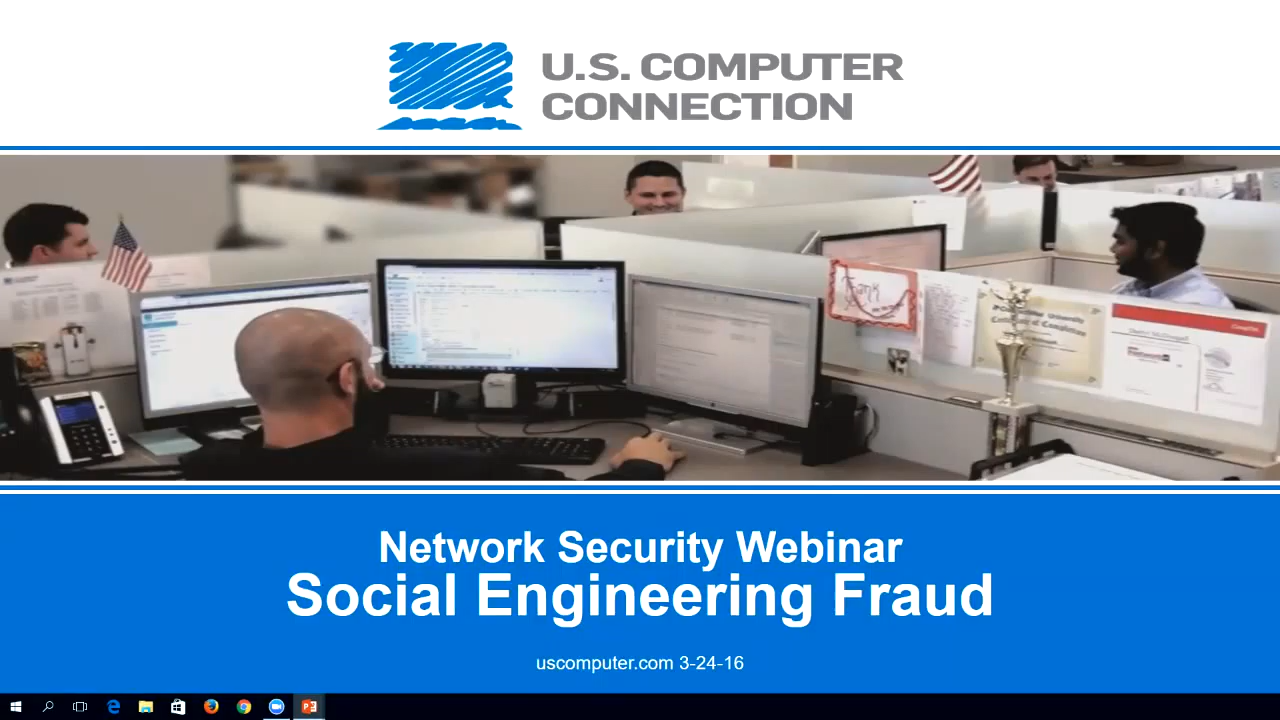 U.S. COMPUTER
CONNECTION
Network Security Webinar
Social Engineering Fraud
uscomputer.com 3-24-16